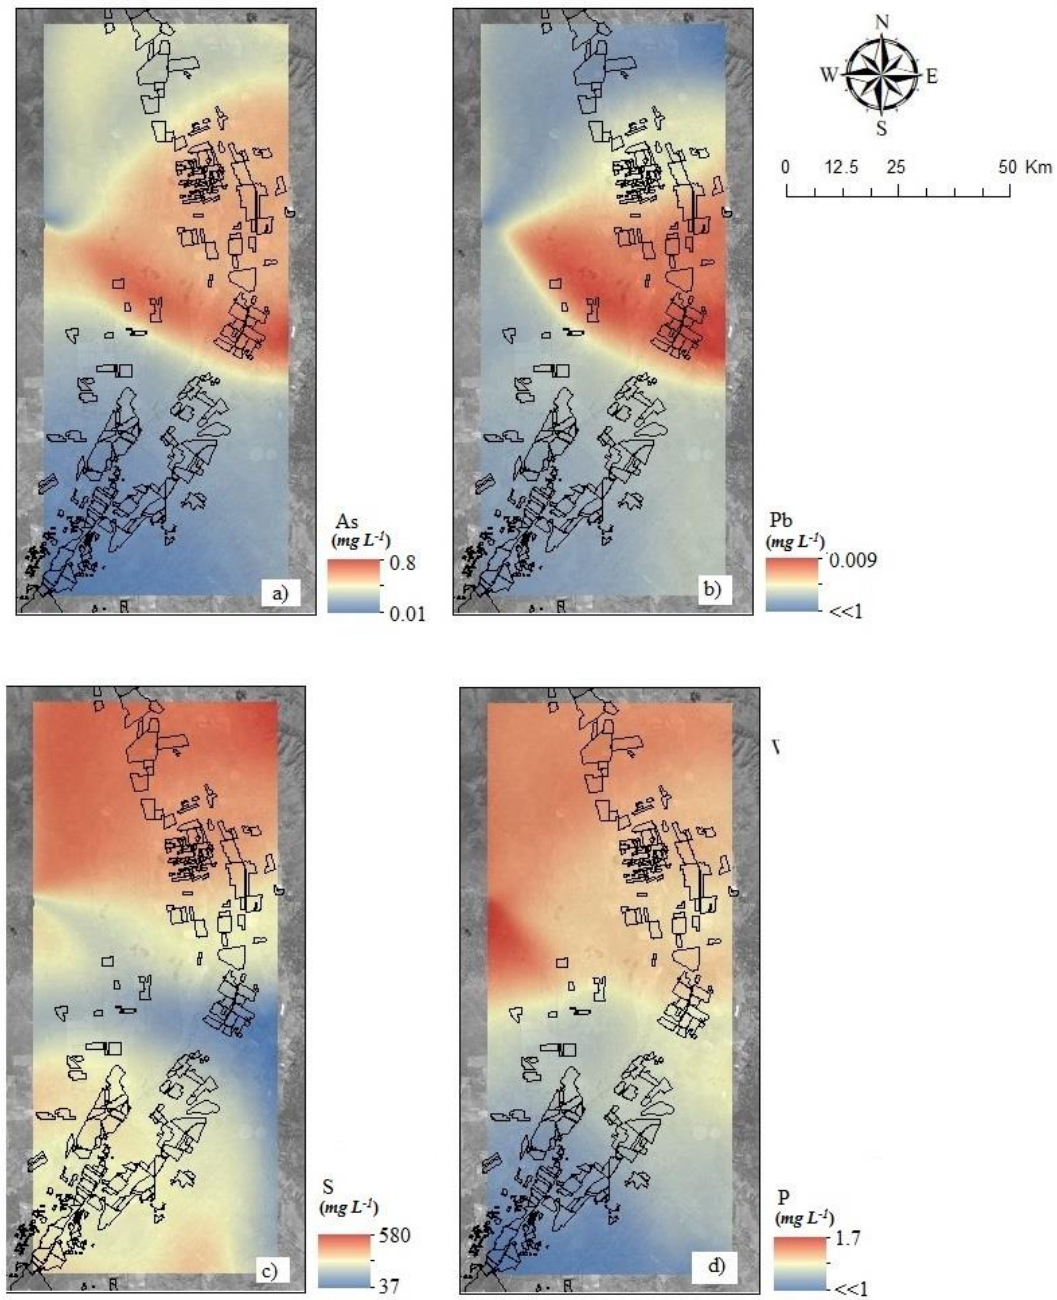 N
W E
S
0 12.5 25 50 Km
As
(mg L⁻¹)
0.8
0.01
a)
Pb
(mg L⁻¹)
0.009
<<1
b)
S
(mg L⁻¹)
580
37
c)
P
(mg L⁻¹)
1.7
<<1
d)